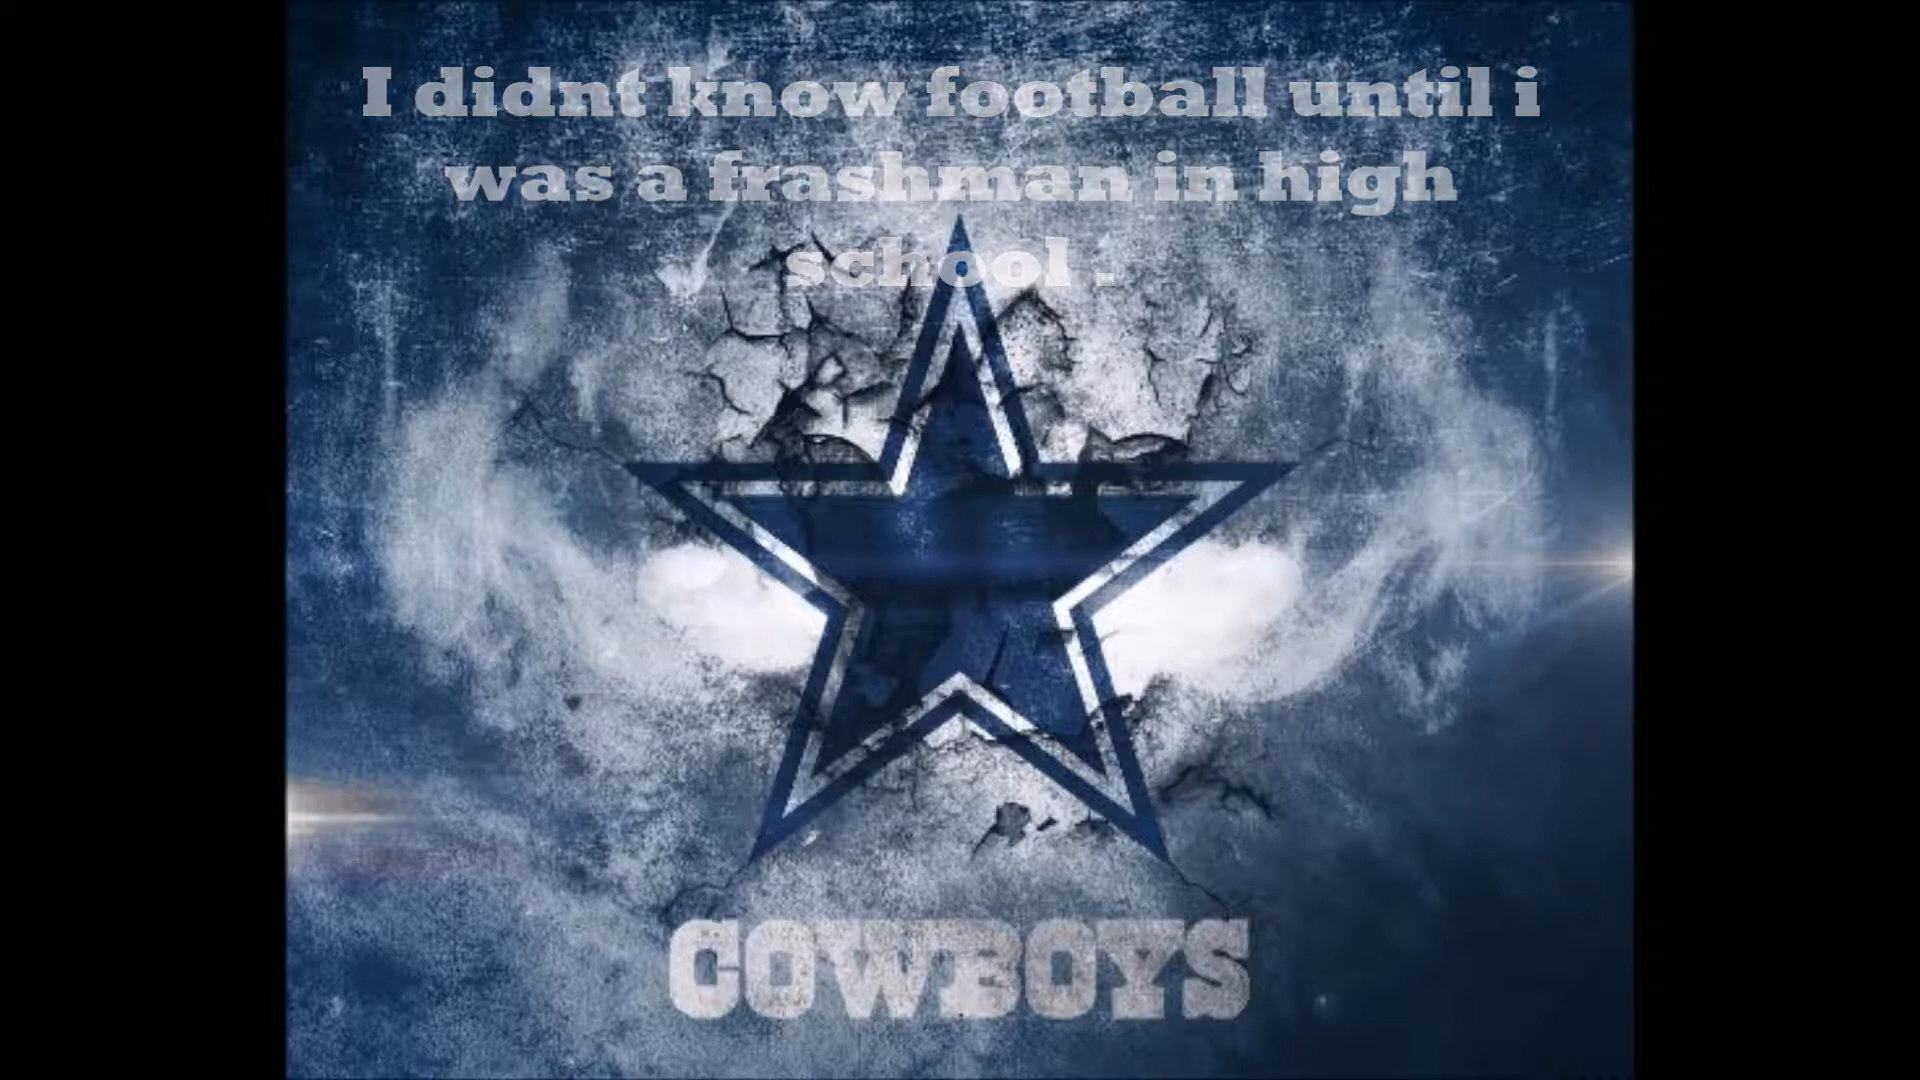 I didnt know football until i
was a frashman in high
school .
COWBOYS